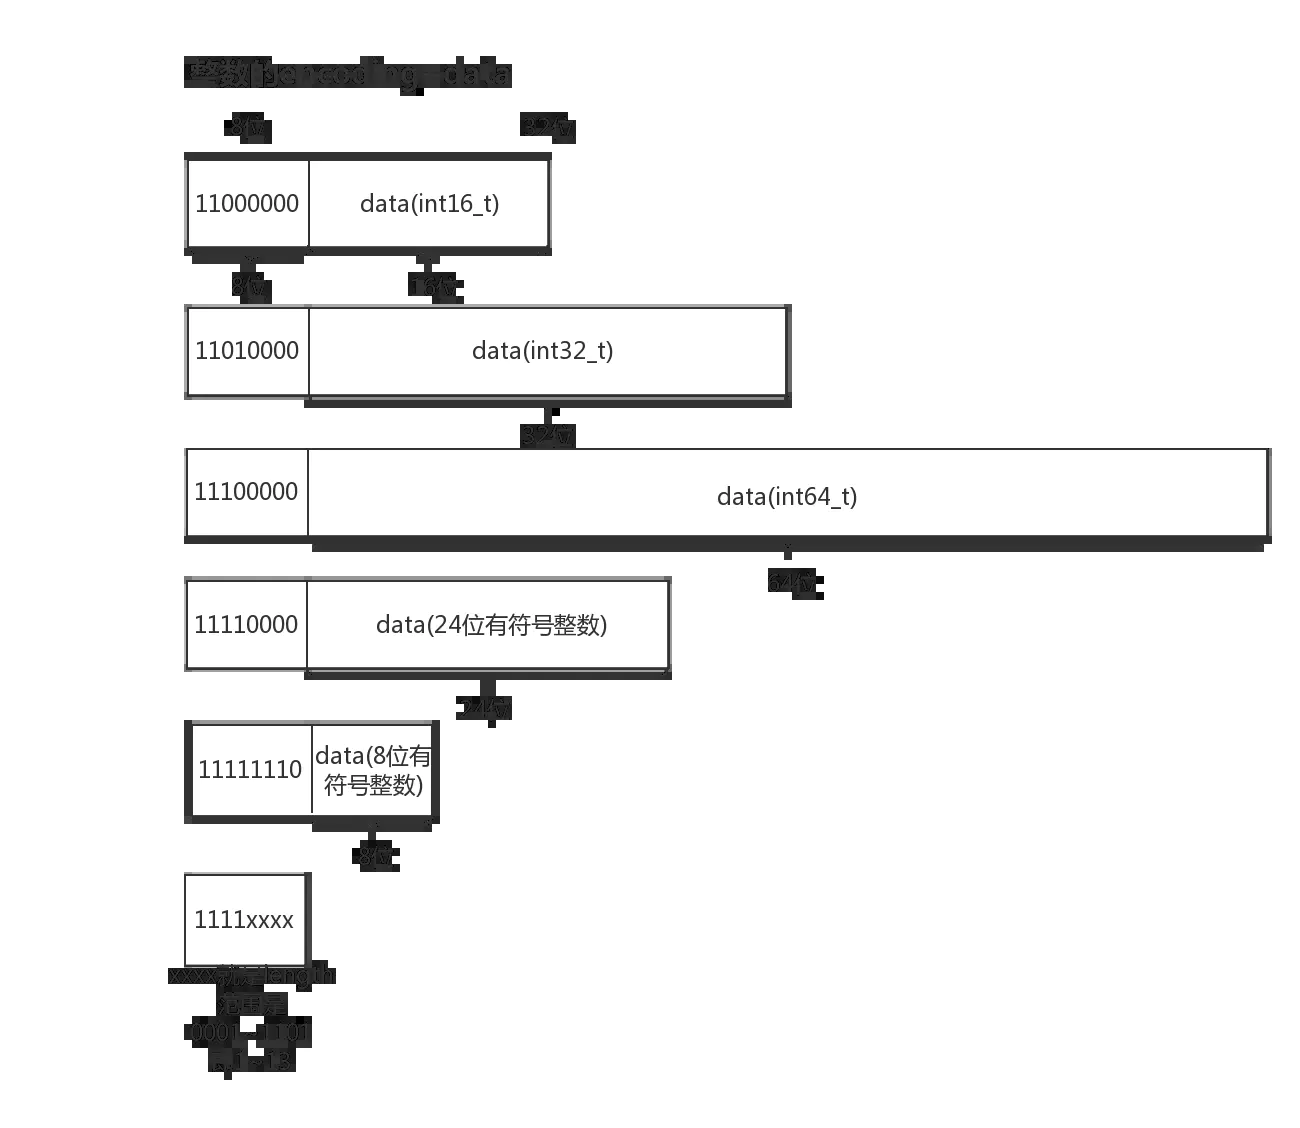 整数的encoding+data
8位 32位
11000000 data(int16_t)
8位 16位
11010000 data(int32_t)
32位
11100000 data(int64_t)
64位
11110000 data(24位有符号整数)
24位
11111110 data(8位有
符号整数)
8位
1111xxxx
xxxx就是length
范围是
0001~1101
1~13